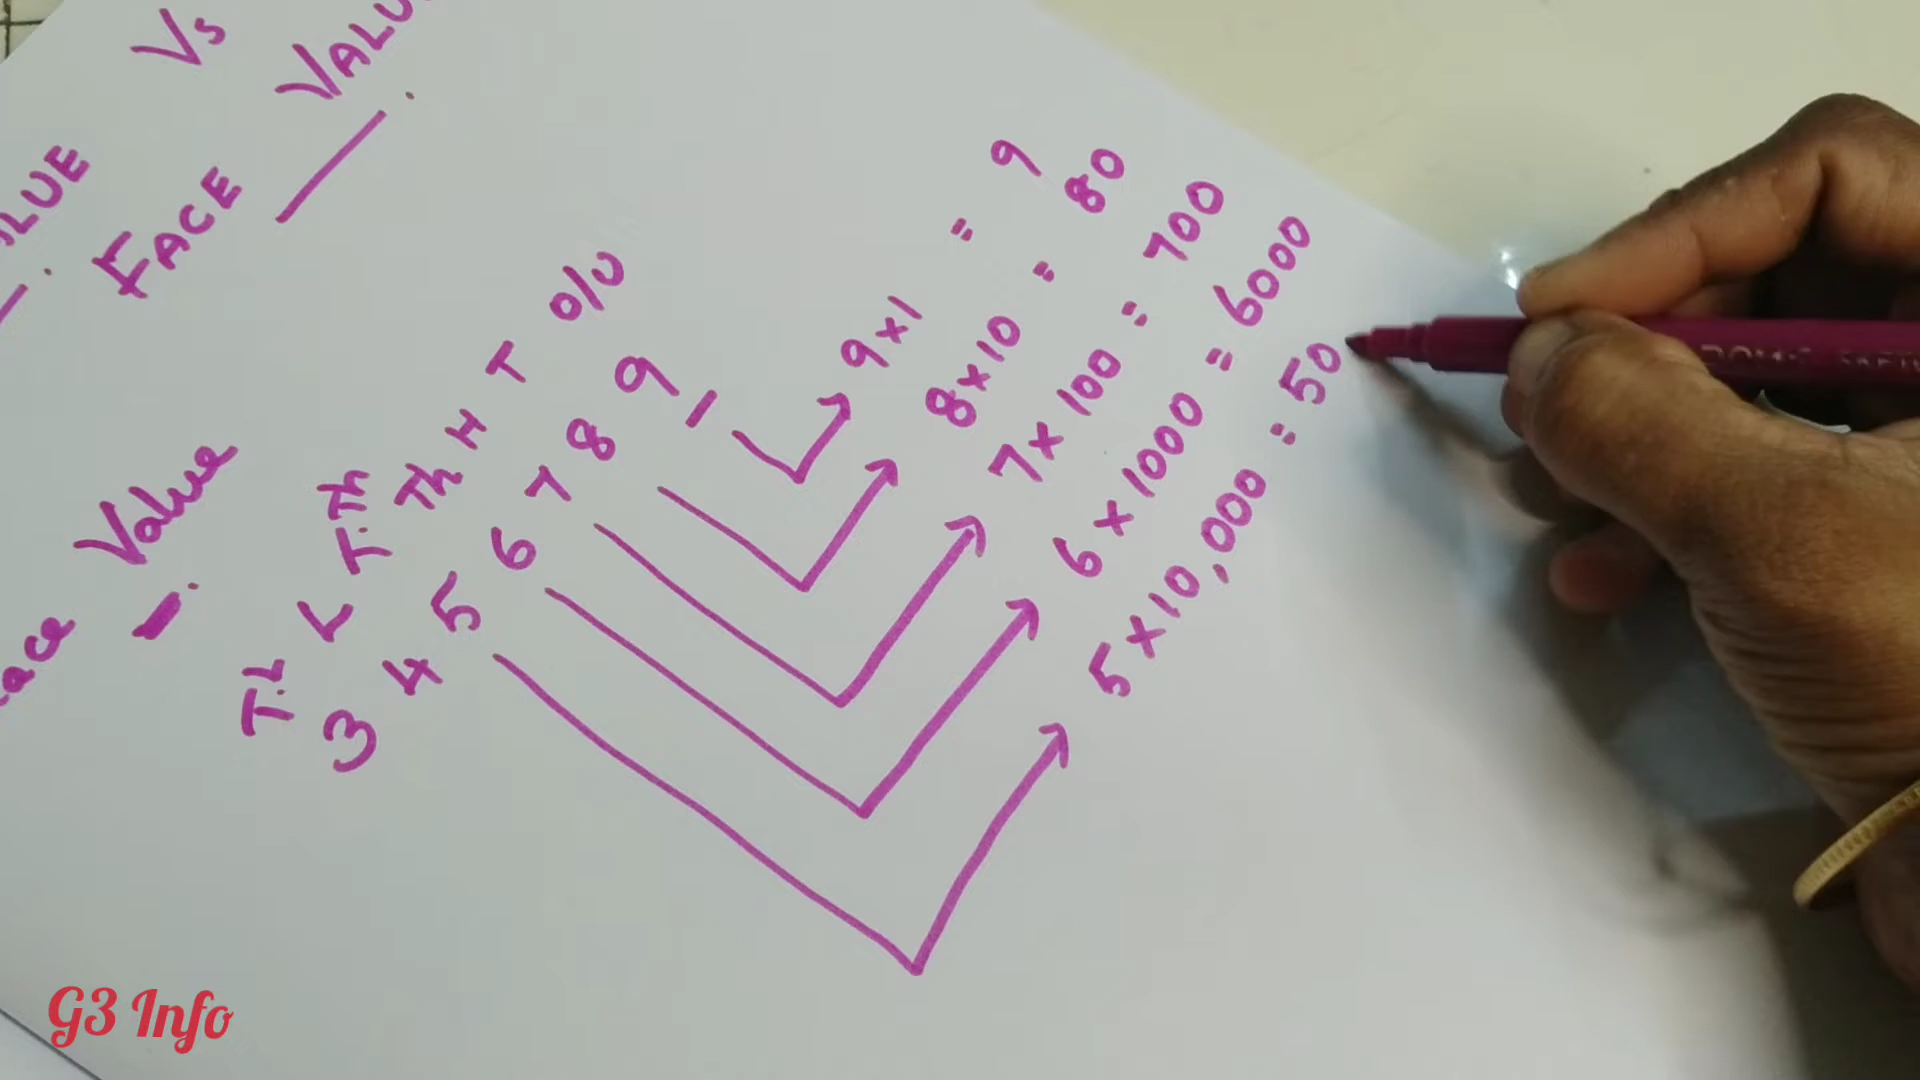 Vs
FACE VALU
LUE
ace Value
T.L L T.Th Th H T O/U
3 4 5 6 7 8 9
9×1 = 9
8×10 = 80
7×100 = 700
6×1000 = 6000
5×10,000 = 50
G3 Info